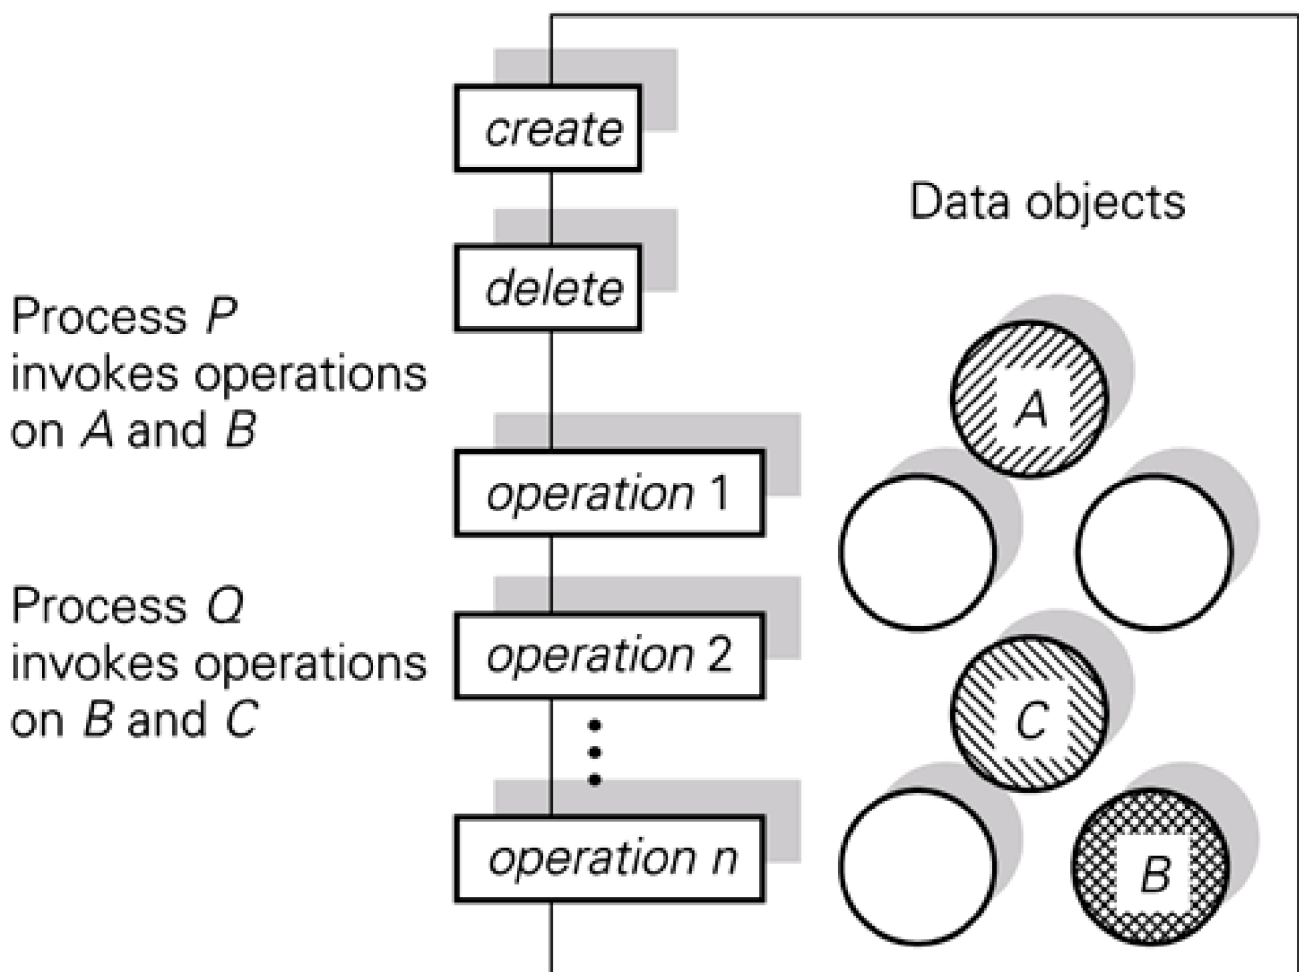 create
delete
Process P
invokes operations
on A and B
operation 1
Process Q
invokes operations
on B and C
operation 2
operation n
Data objects
A
C
B